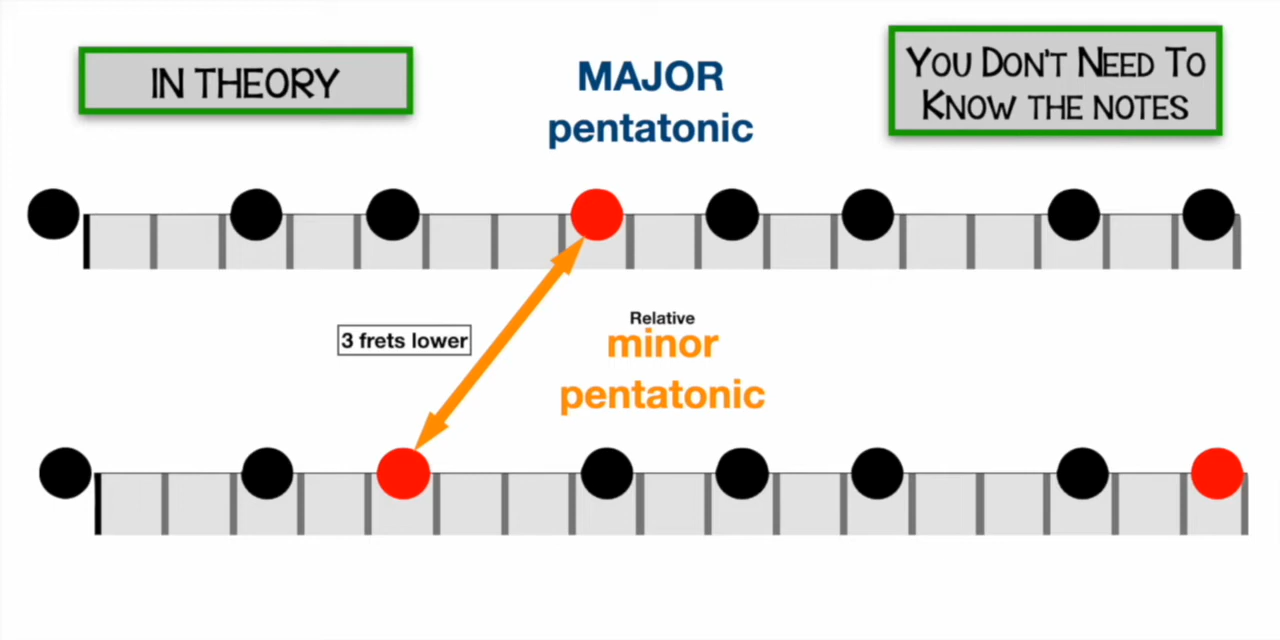 IN THEORY
MAJOR
pentatonic
YOU DON'T NEED TO
KNOW THE NOTES
3 frets lower
Relative
minor
pentatonic